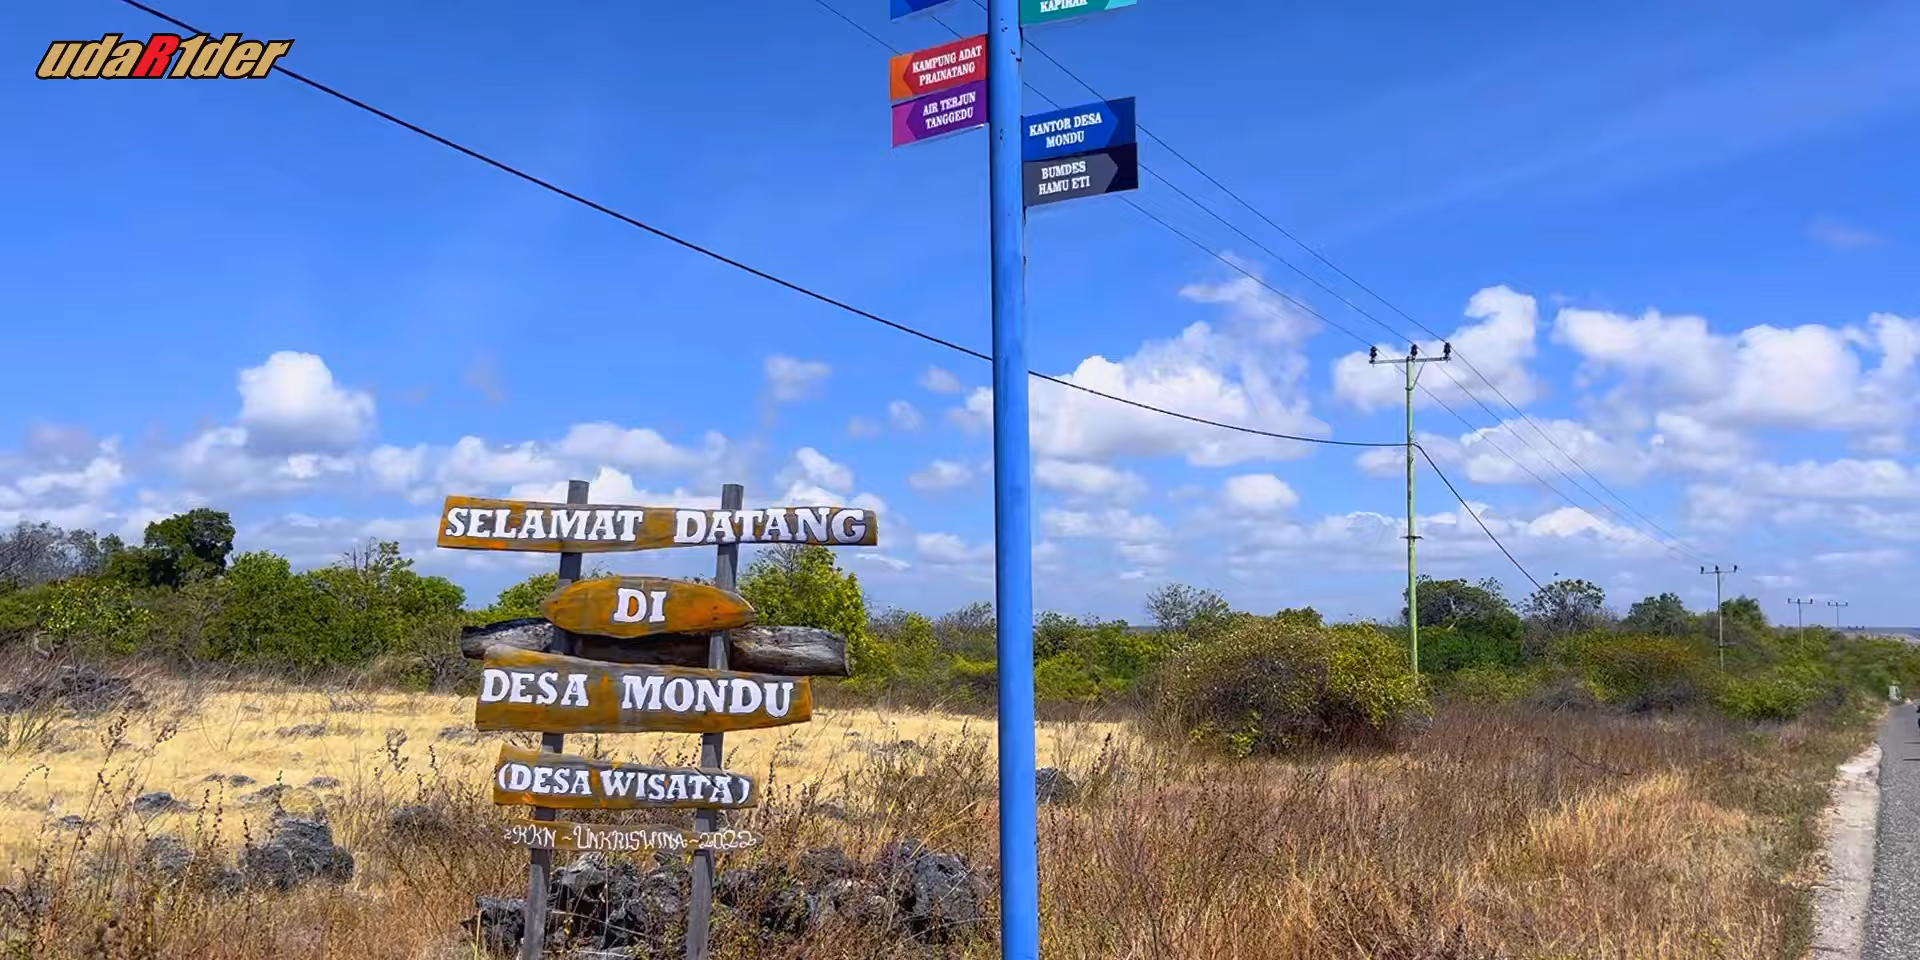 udaR1der
KAPIHAK
KAMPUNG ADAT
PRAINATANG
AIR TERJUN
TANGGEDU
KANTOR DESA
MONDU
BUMDES
HAMU ETI
SELAMAT DATANG
DI
DESA MONDU
(DESA WISATA)
~KKN~UNKRISWINA~2022